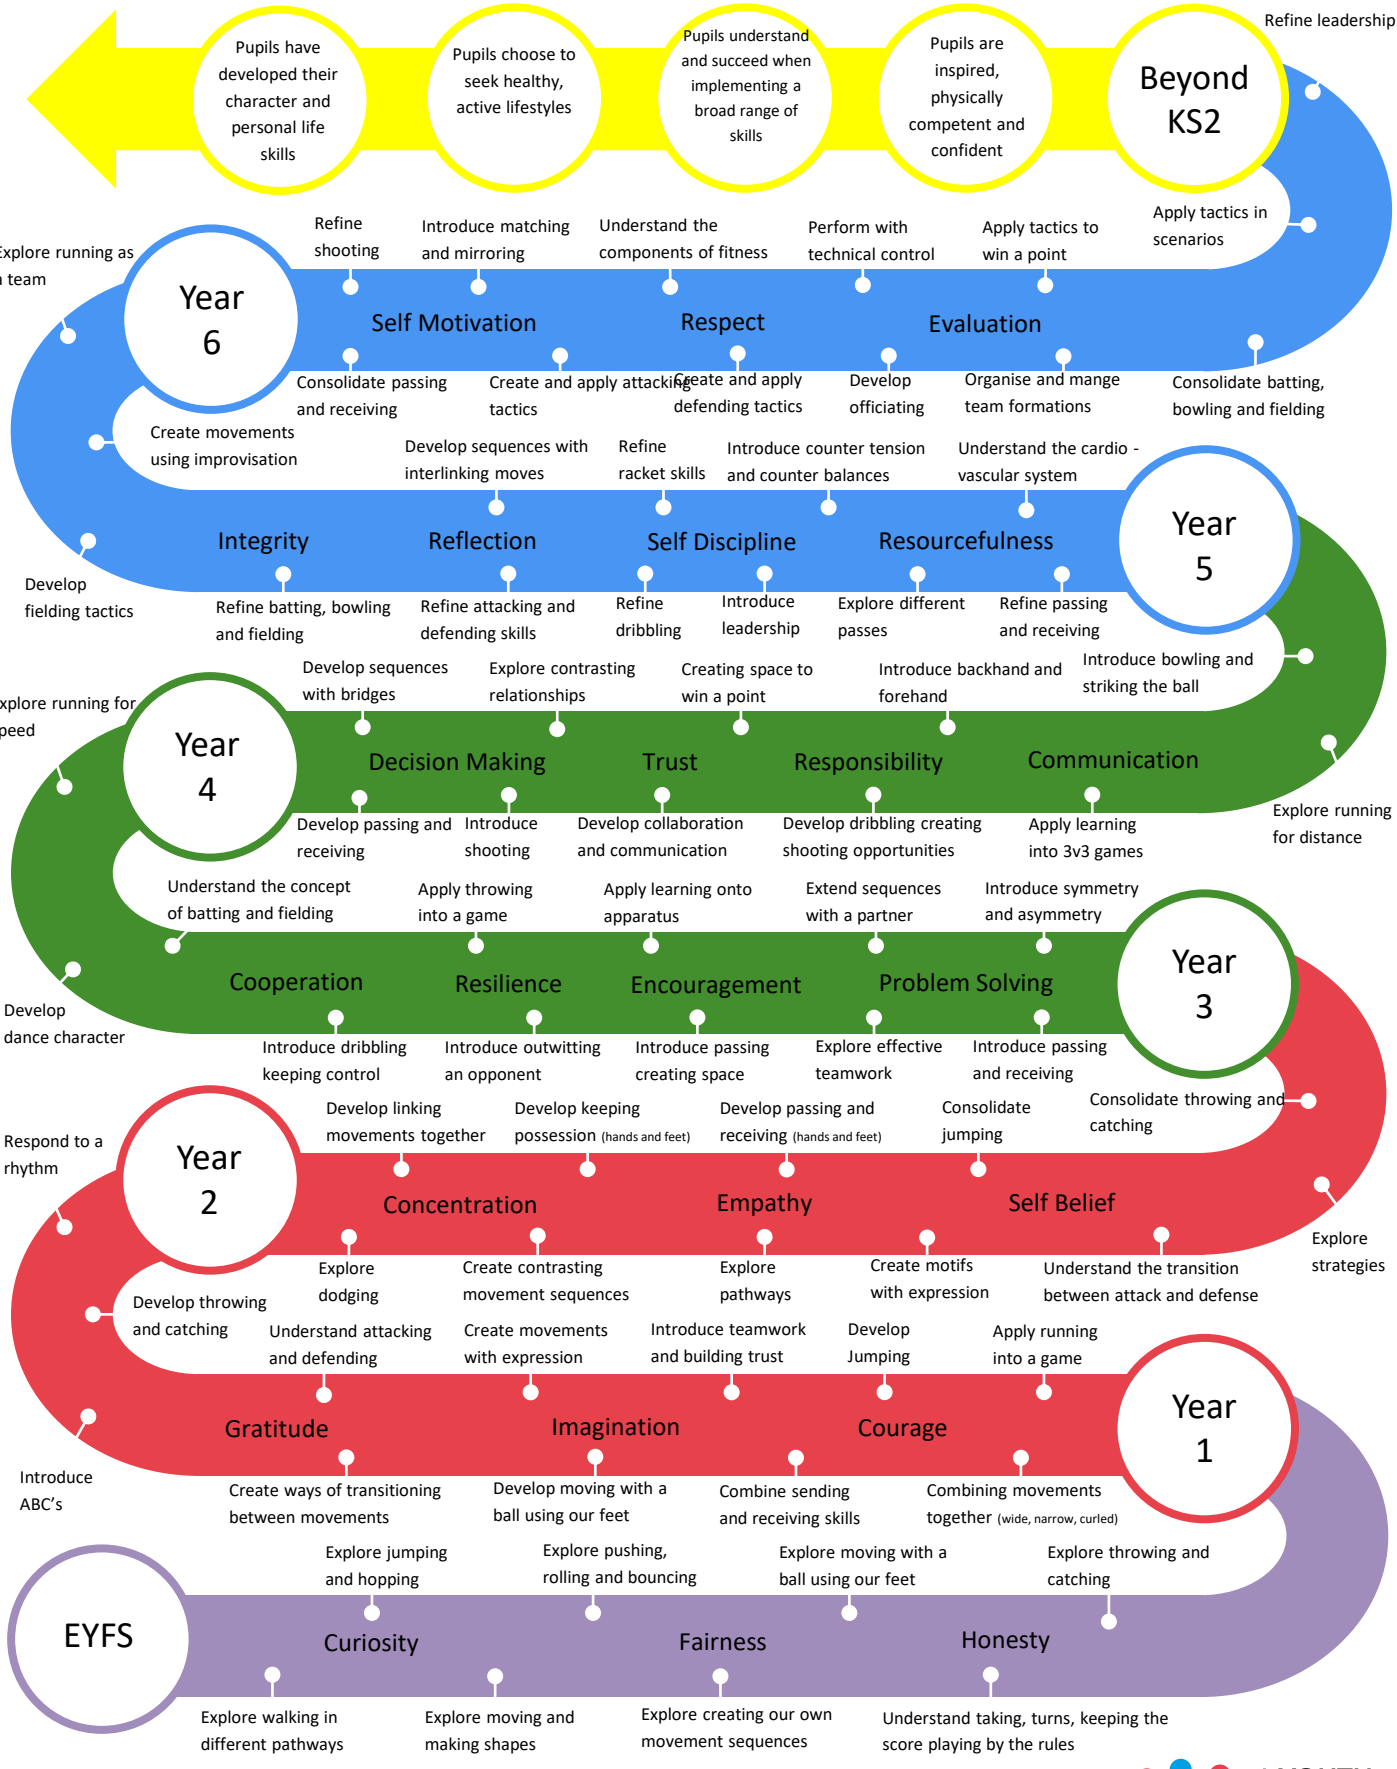 Refine leadership
Pupils have
developed their
character and
personal life
skills
Pupils choose to
seek healthy,
active lifestyles
Pupils understand
and succeed when
implementing a
broad range of
skills
Pupils are
inspired,
physically
competent and
confident
Beyond
KS2
Apply tactics in
scenarios
Explore running as
a team
Year
6
Refine
shooting
Introduce matching
and mirroring
Understand the
components of fitness
Perform with
technical control
Apply tactics to
win a point
Self Motivation
Respect
Evaluation
Consolidate passing
and receiving
Create and apply attacking
tactics
Create and apply
defending tactics
Develop
officiating
Organise and mange
team formations
Consolidate batting,
bowling and fielding
Create movements
using improvisation
Develop sequences with
interlinking moves
Refine
racket skills
Introduce counter tension
and counter balances
Understand the cardio -
vascular system
Year
5
Integrity
Reflection
Self Discipline
Resourcefulness
Develop
fielding tactics
Refine batting, bowling
and fielding
Refine attacking and
defending skills
Refine
dribbling
Introduce
leadership
Explore different
passes
Refine passing
and receiving
Introduce bowling and
striking the ball
Explore running for
speed
Year
4
Develop sequences
with bridges
Explore contrasting
relationships
Creating space to
win a point
Introduce backhand and
forehand
Decision Making
Trust
Responsibility
Communication
Develop passing and
receiving
Introduce
shooting
Develop collaboration
and communication
Develop dribbling creating
shooting opportunities
Apply learning
into 3v3 games
Explore running
for distance
Understand the concept
of batting and fielding
Apply throwing
into a game
Apply learning onto
apparatus
Extend sequences
with a partner
Introduce symmetry
and asymmetry
Year
3
Cooperation
Resilience
Encouragement
Problem Solving
Develop
dance character
Introduce dribbling
keeping control
Introduce outwitting
an opponent
Introduce passing
creating space
Explore effective
teamwork
Introduce passing
and receiving
Consolidate throwing and
catching
Respond to a
rhythm
Year
2
Develop linking
movements together
Develop keeping
possession (hands and feet)
Develop passing and
receiving (hands and feet)
Consolidate
jumping
Concentration
Empathy
Self Belief
Explore
dodging
Create contrasting
movement sequences
Explore
pathways
Create motifs
with expression
Understand the transition
between attack and defense
Explore
strategies
Develop throwing
and catching
Understand attacking
and defending
Create movements
with expression
Introduce teamwork
and building trust
Develop
Jumping
Apply running
into a game
Year
1
Gratitude
Imagination
Courage
Introduce
ABC's
Create ways of transitioning
between movements
Develop moving with a
ball using our feet
Combine sending
and receiving skills
Combining movements
together (wide, narrow, curled)
Explore jumping
and hopping
Explore pushing,
rolling and bouncing
Explore moving with a
ball using our feet
Explore throwing and
catching
EYFS
Curiosity
Fairness
Honesty
Explore walking in
different pathways
Explore moving and
making shapes
Explore creating our own
movement sequences
Understand taking, turns, keeping the
score playing by the rules